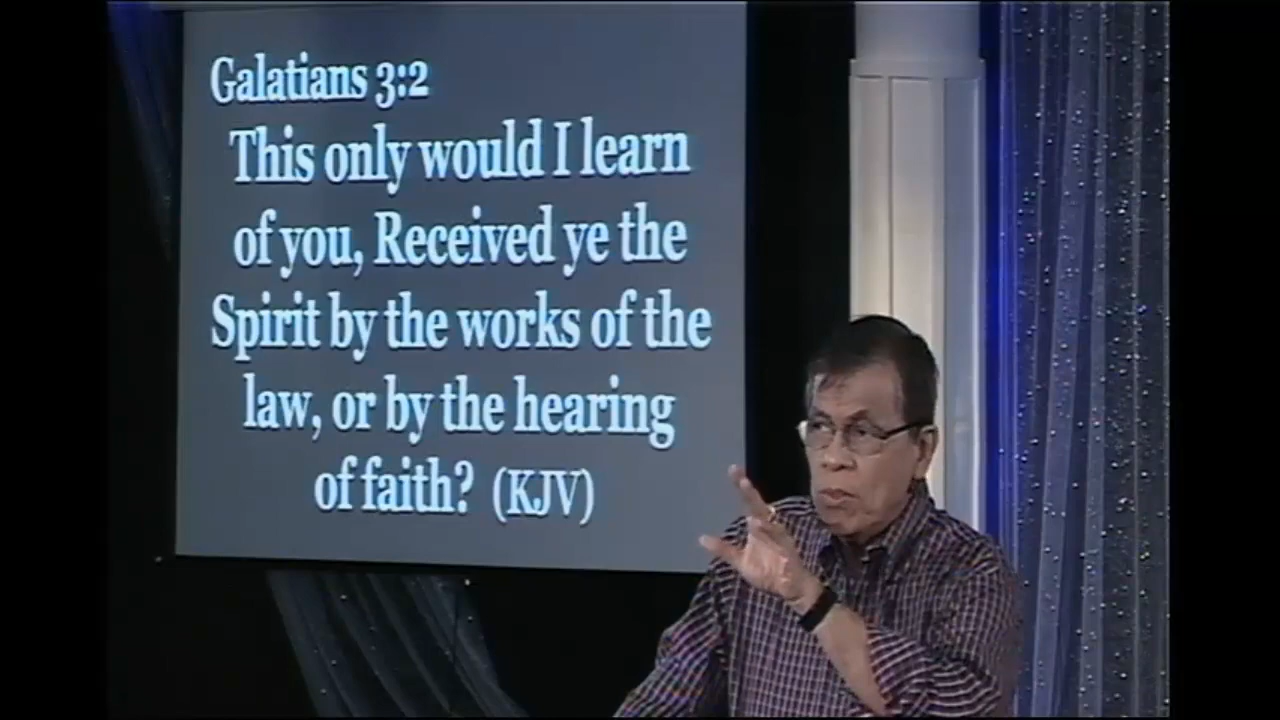 Galatians 3:2
This only would I learn
of you, Received ye the
Spirit by the works of the
law, or by the hearing
of faith? (KJV)